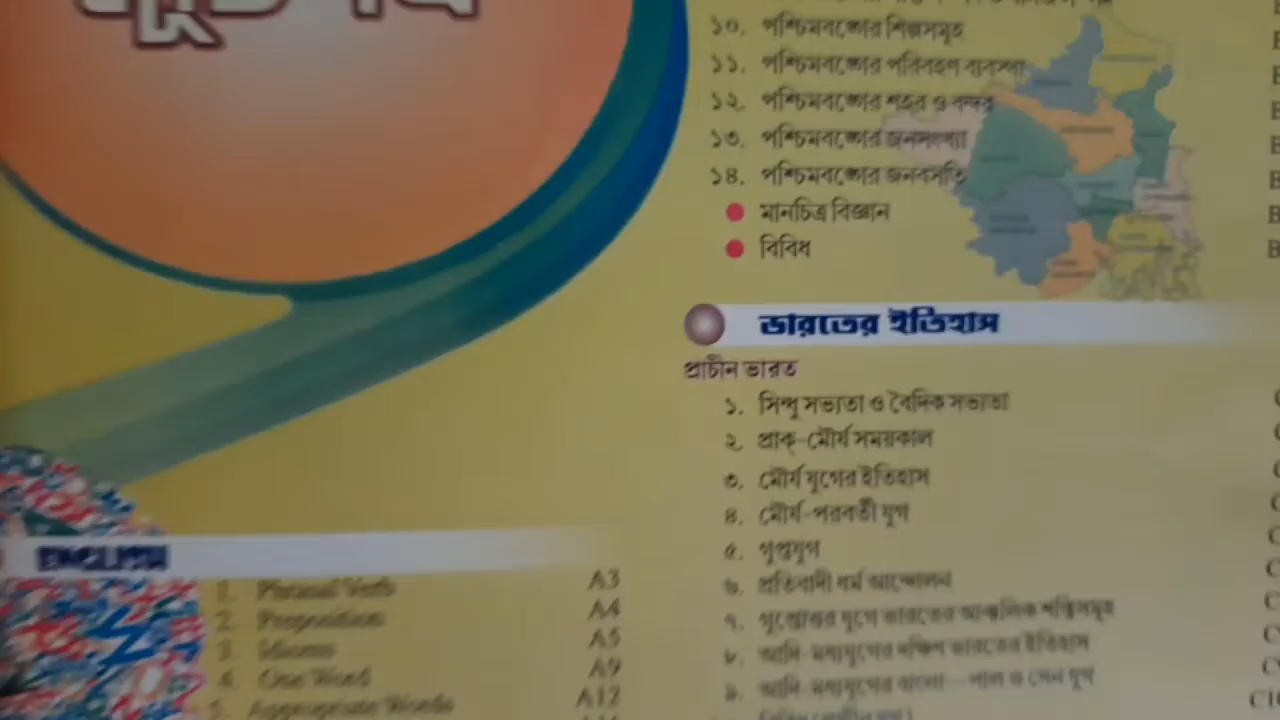 সূচিপত্র
১০. পশ্চিমবঙ্গের শিল্পসমূহ
১১. পশ্চিমবঙ্গের পরিবহণ ব্যবস্থা
১২. পশ্চিমবঙ্গের শহর ও বন্দর
১৩. পশ্চিমবঙ্গের জনসংখ্যা
১৪. পশ্চিমবঙ্গের জনবসতি
মানচিত্র বিজ্ঞান
বিবিধ
ভারতের ইতিহাস
প্রাচীন ভারত
১. সিন্ধু সভ্যতা ও বৈদিক সভ্যতা
২. প্রাক্-মৌর্য সময়কাল
৩. মৌর্য যুগের ইতিহাস
৪. মৌর্য-পরবর্তী যুগ
৫. গুপ্তযুগ
৬. প্রতিবাদী ধর্ম আন্দোলন
৭. গুপ্তোত্তর যুগে ভারতের আঞ্চলিক শক্তিসমূহ
৮. আদি-মধ্যযুগের দক্ষিণ ভারতের ইতিহাস
৯. আদি-মধ্যযুগের বাংলা—পাল ও সেন যুগ
ENGLISH
1. Phrasal Verb A3
2. Preposition A4
3. Idioms A5
4. One Word A9
5. Appropriate Words A12